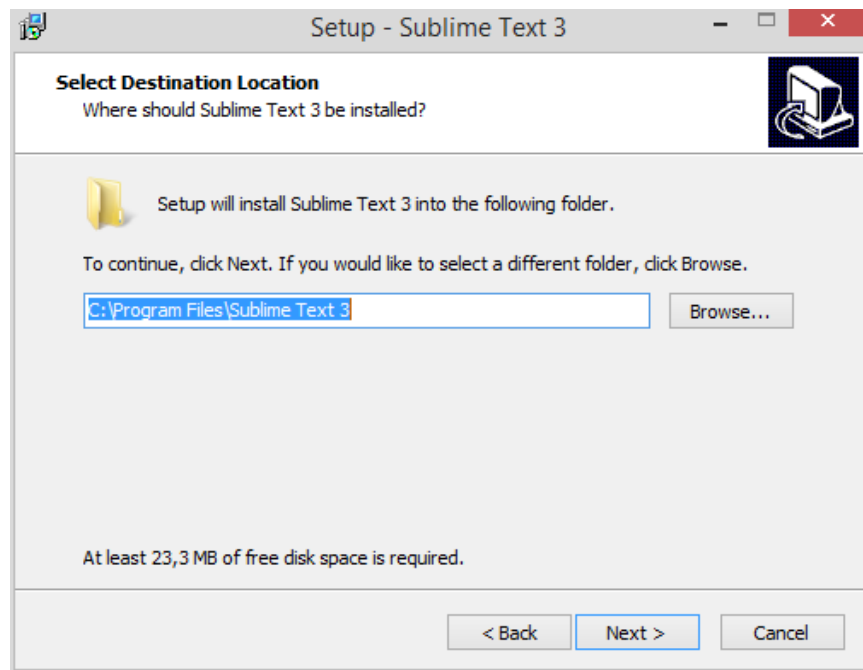 Setup - Sublime Text 3
Select Destination Location
Where should Sublime Text 3 be installed?
Setup will install Sublime Text 3 into the following folder.
To continue, click Next. If you would like to select a different folder, click Browse.
C:\Program Files\Sublime Text 3
Browse...
At least 23,3 MB of free disk space is required.
< Back
Next >
Cancel